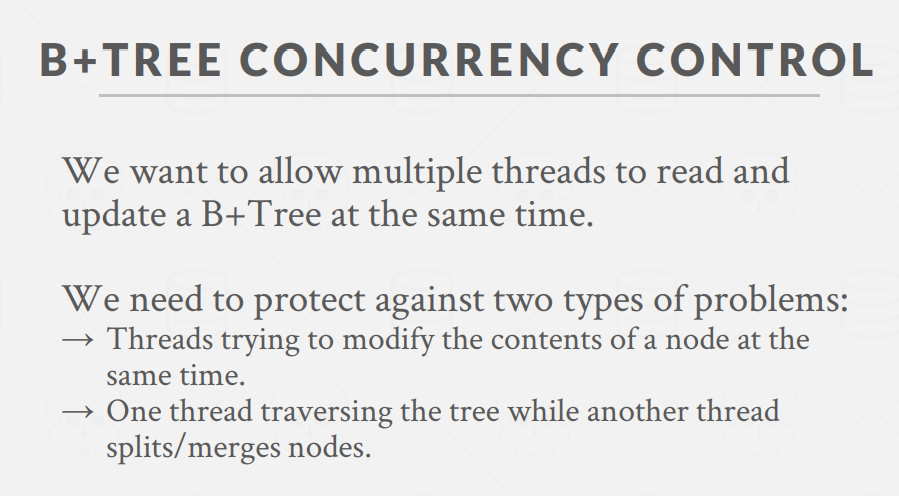 B+TREE CONCURRENCY CONTROL
We want to allow multiple threads to read and
update a B+Tree at the same time.
We need to protect against two types of problems:
→ Threads trying to modify the contents of a node at the
same time.
→ One thread traversing the tree while another thread
splits/merges nodes.